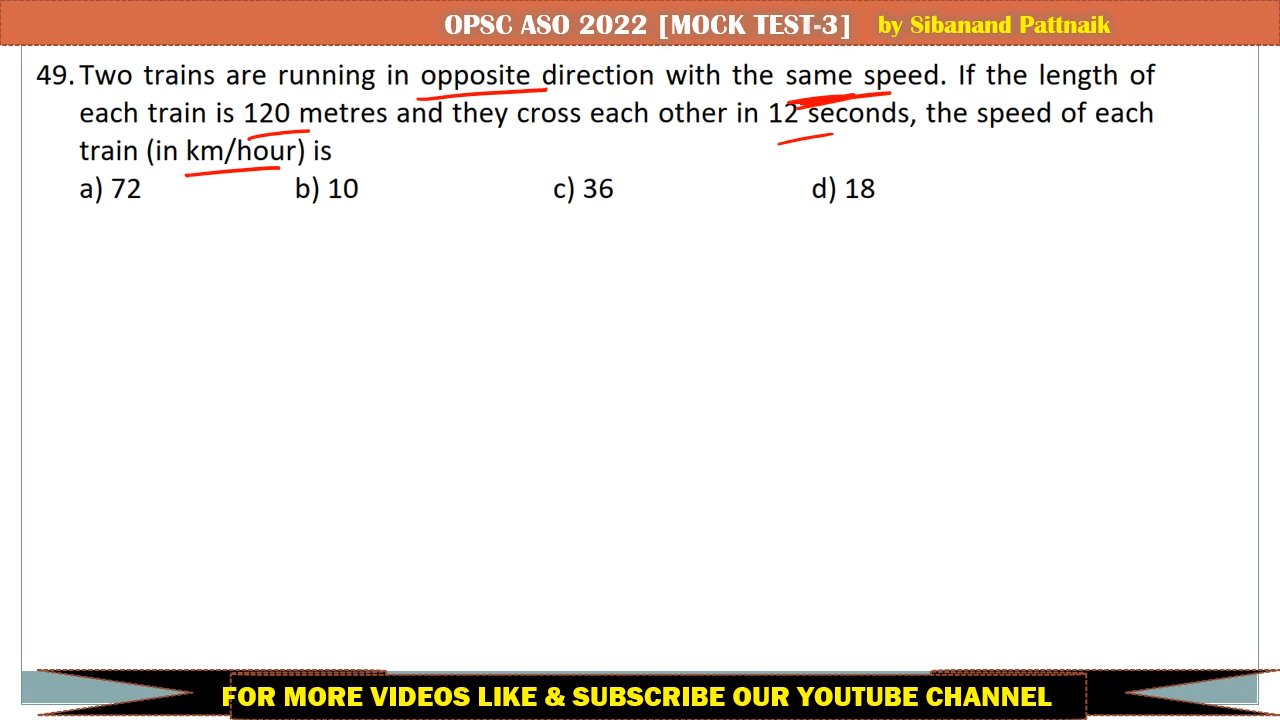 OPSC ASO 2022 [MOCK TEST-3] by Sibanand Pattnaik
49. Two trains are running in opposite direction with the same speed. If the length of
each train is 120 metres and they cross each other in 12 seconds, the speed of each
train (in km/hour) is
a) 72 b) 10 c) 36 d) 18
FOR MORE VIDEOS LIKE & SUBSCRIBE OUR YOUTUBE CHANNEL